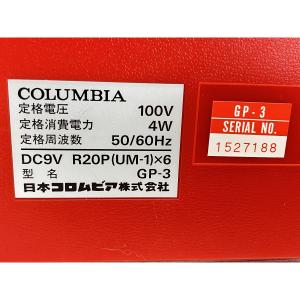 COLUMBIA
定格電圧 100V
定格消費電力 4W
定格周波数 50/60Hz
DC9V R20P(UM-1)×6
型名 GP-3
日本コロムビア株式会社
GP-3
SERIAL NO.
1527188